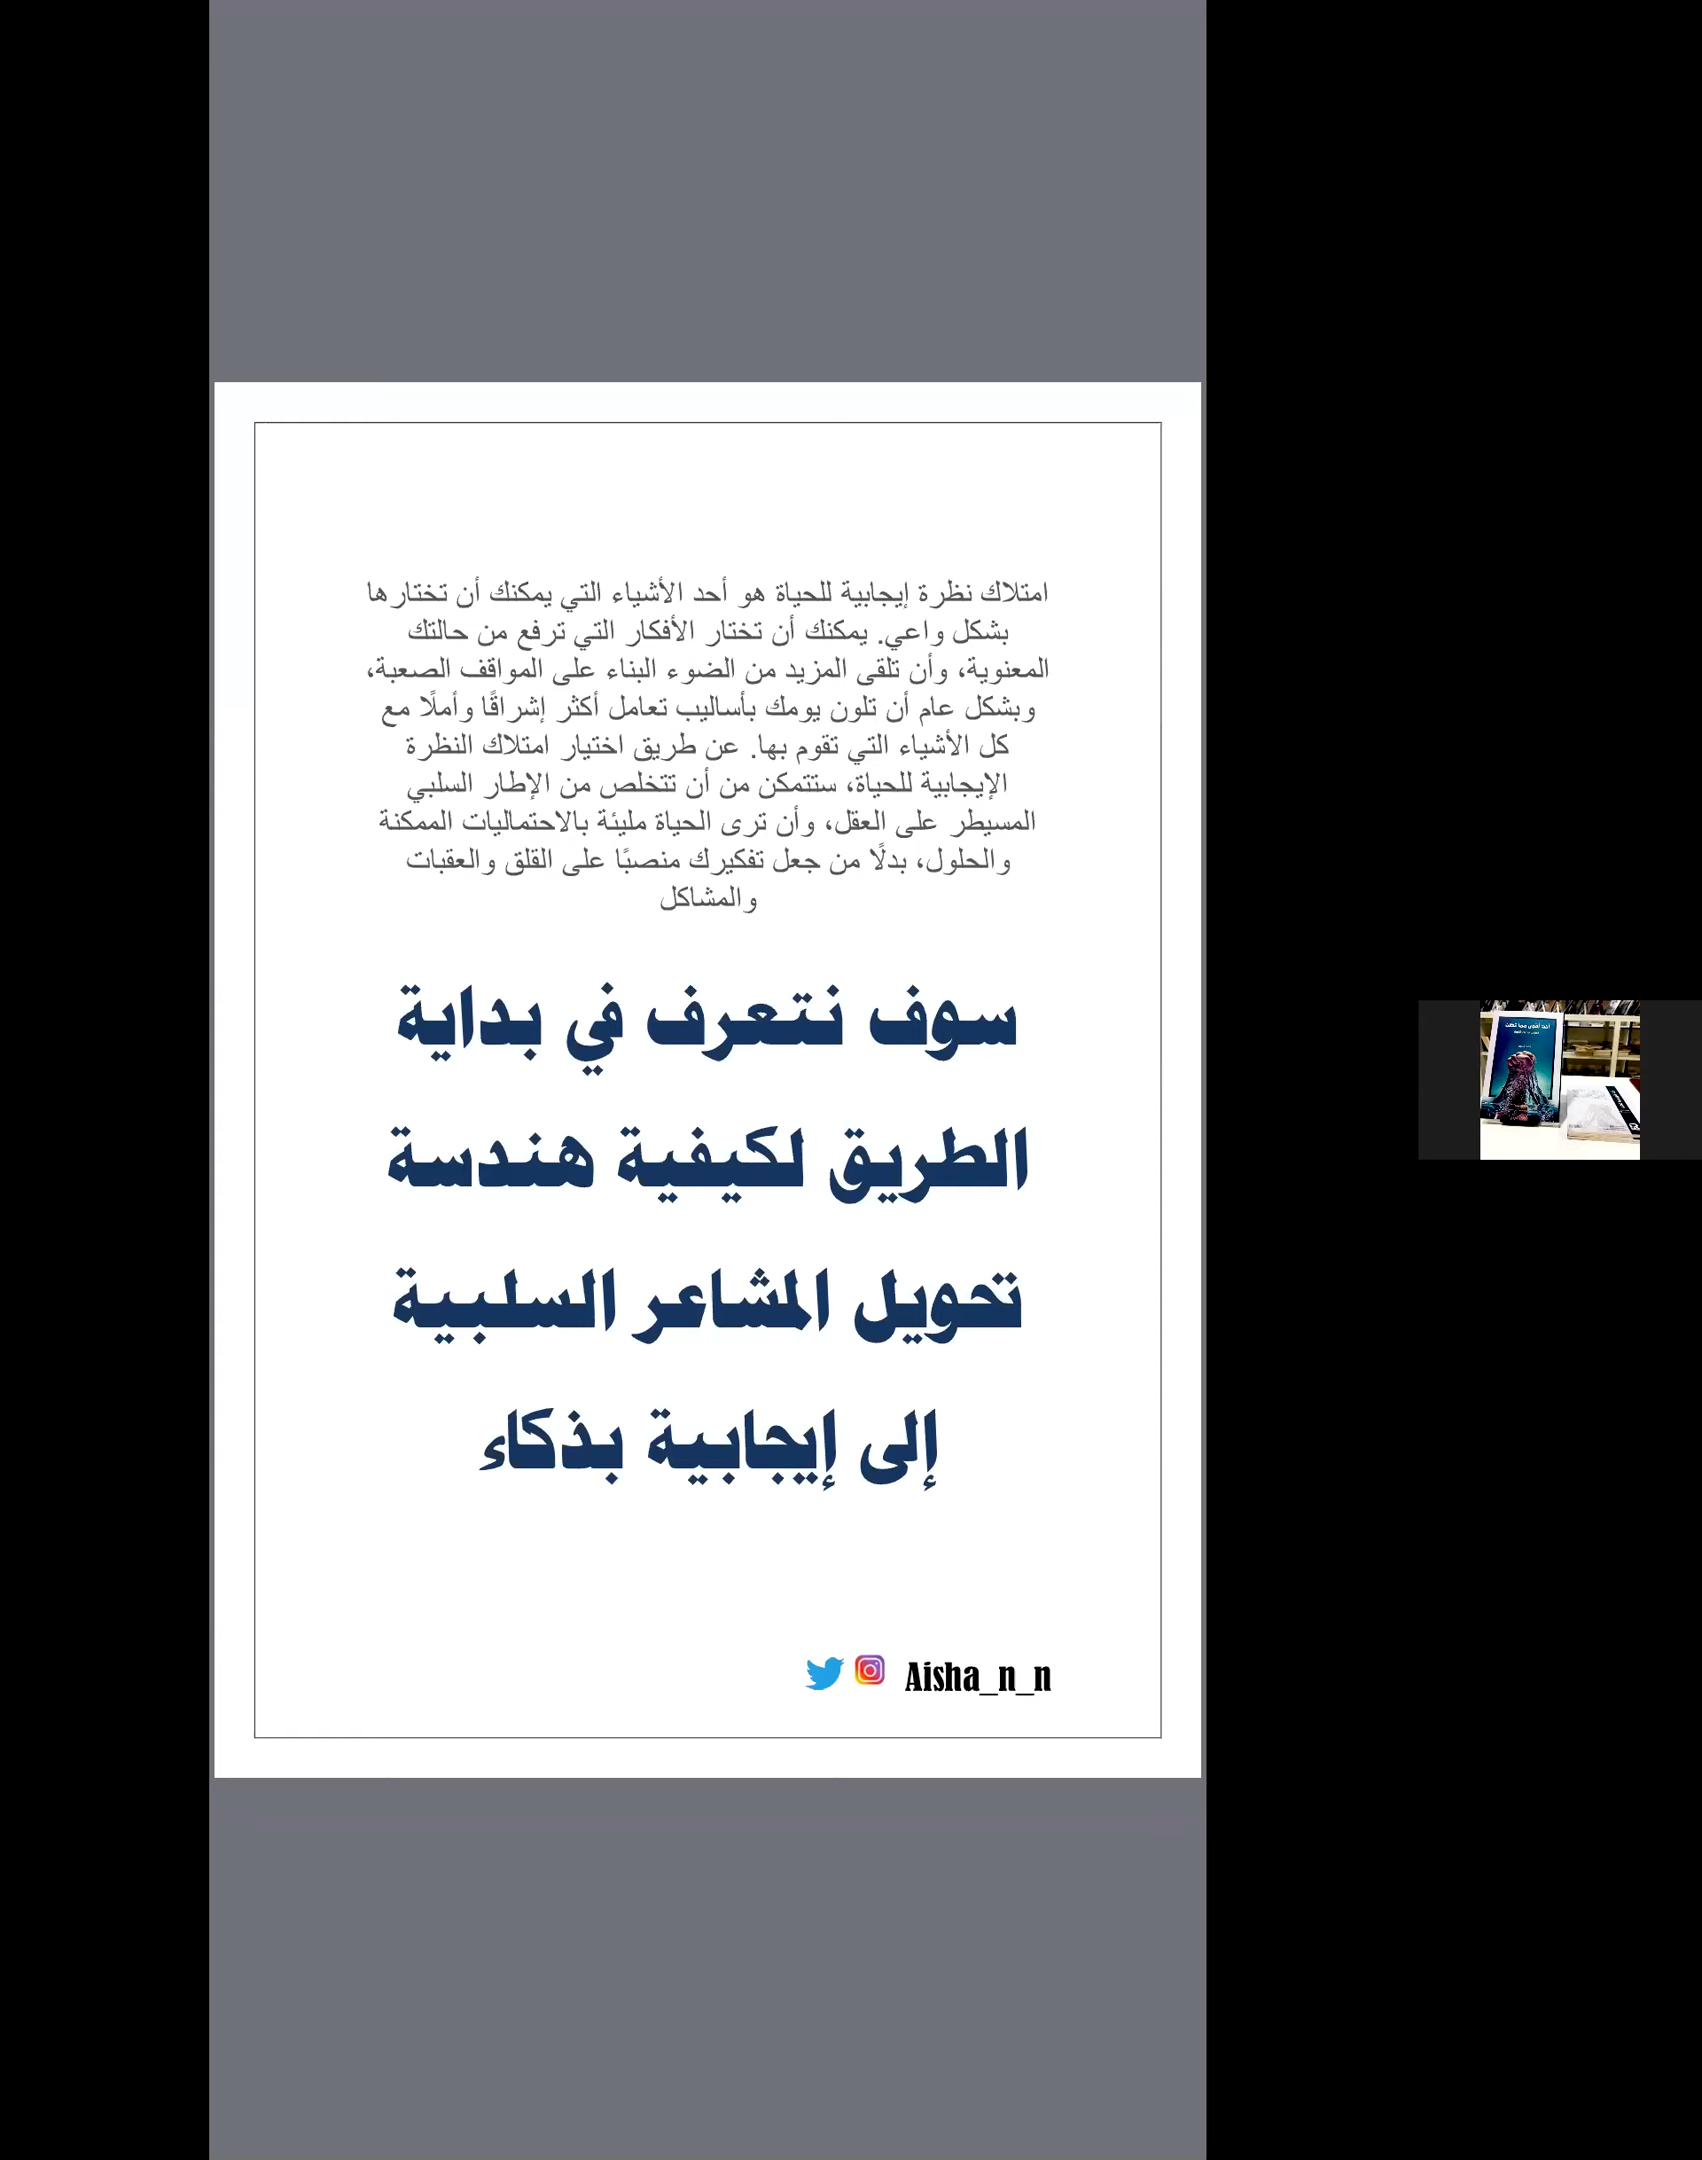 امتلاك نظرة إيجابية للحياة هو أحد الأشياء التي يمكنك أن تختارها
بشكل واعي. يمكنك أن تختار الأفكار التي ترفع من حالتك
المعنوية، وأن تلقى المزيد من الضوء البناء على المواقف الصعبة،
وبشكل عام أن تلون يومك بأساليب تعامل أكثر إشراقًا وأملًا مع
كل الأشياء التي تقوم بها. عن طريق اختيار امتلاك النظرة
الإيجابية للحياة، ستتمكن من أن تتخلص من الإطار السلبي
المسيطر على العقل، وأن ترى الحياة مليئة بالاحتماليات الممكنة
والحلول، بدلًا من جعل تفكيرك منصبًا على القلق والعقبات
والمشاكل
سوف نتعرف في بداية
الطريق لكيفية هندسة
تحويل المشاعر السلبية
إلى إيجابية بذكاء
Aisha_n_n
أنت أقوى مما تظن